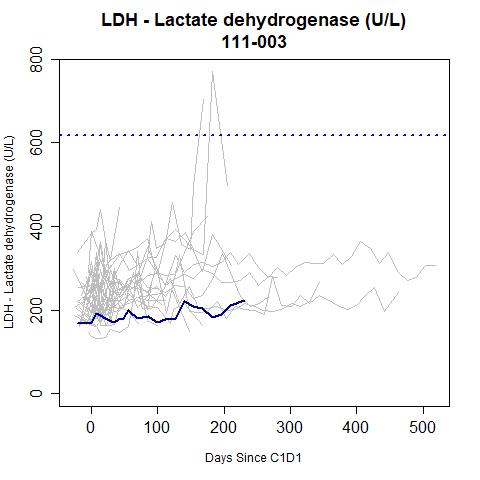 LDH - Lactate dehydrogenase (U/L)
111-003
LDH - Lactate dehydrogenase (U/L)
800
600
400
200
0
0 100 200 300 400 500
Days Since C1D1